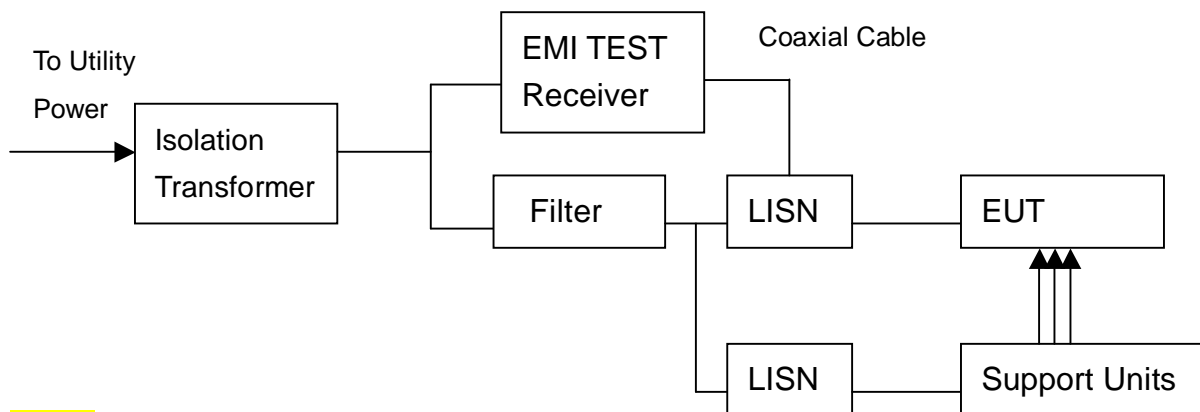 To Utility
Power
Isolation
Transformer
EMI TEST
Receiver
Coaxial Cable
Filter
LISN
EUT
LISN
Support Units